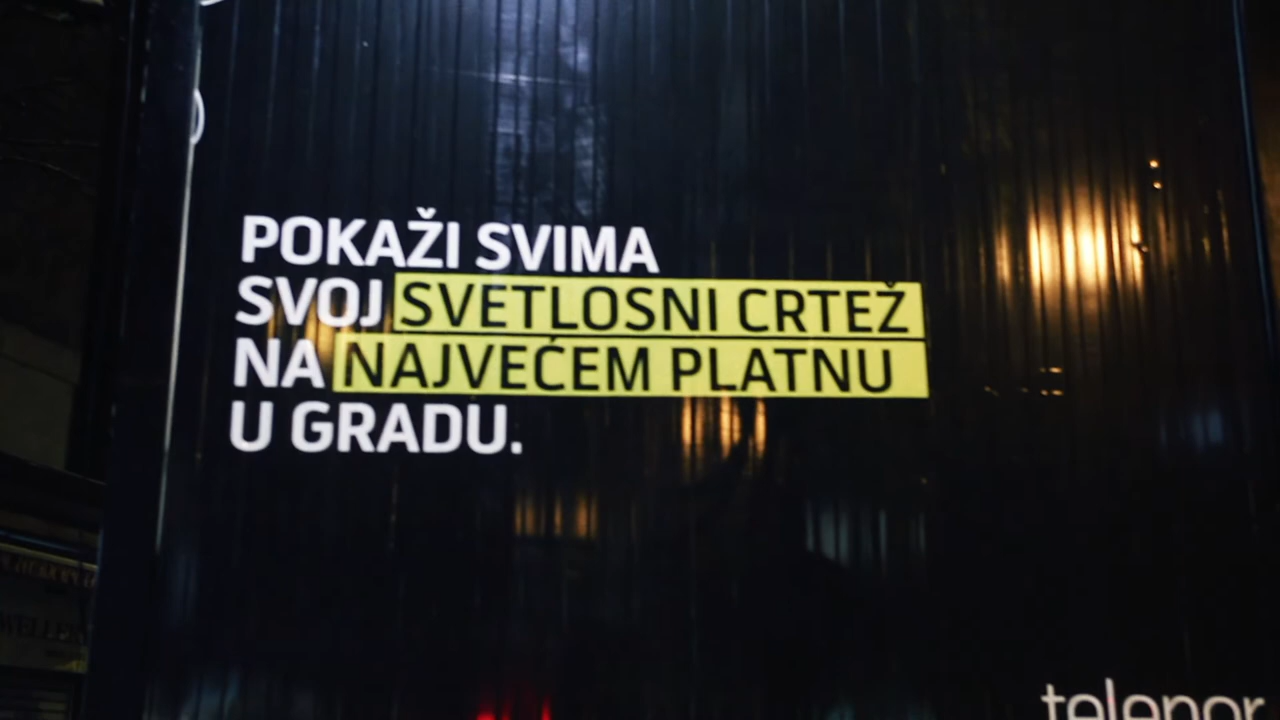 POKAŽI SVIMA
SVOJ SVETLOSNI CRTEŽ
NA NAJVEĆEM PLATNU
U GRADU.
telenor